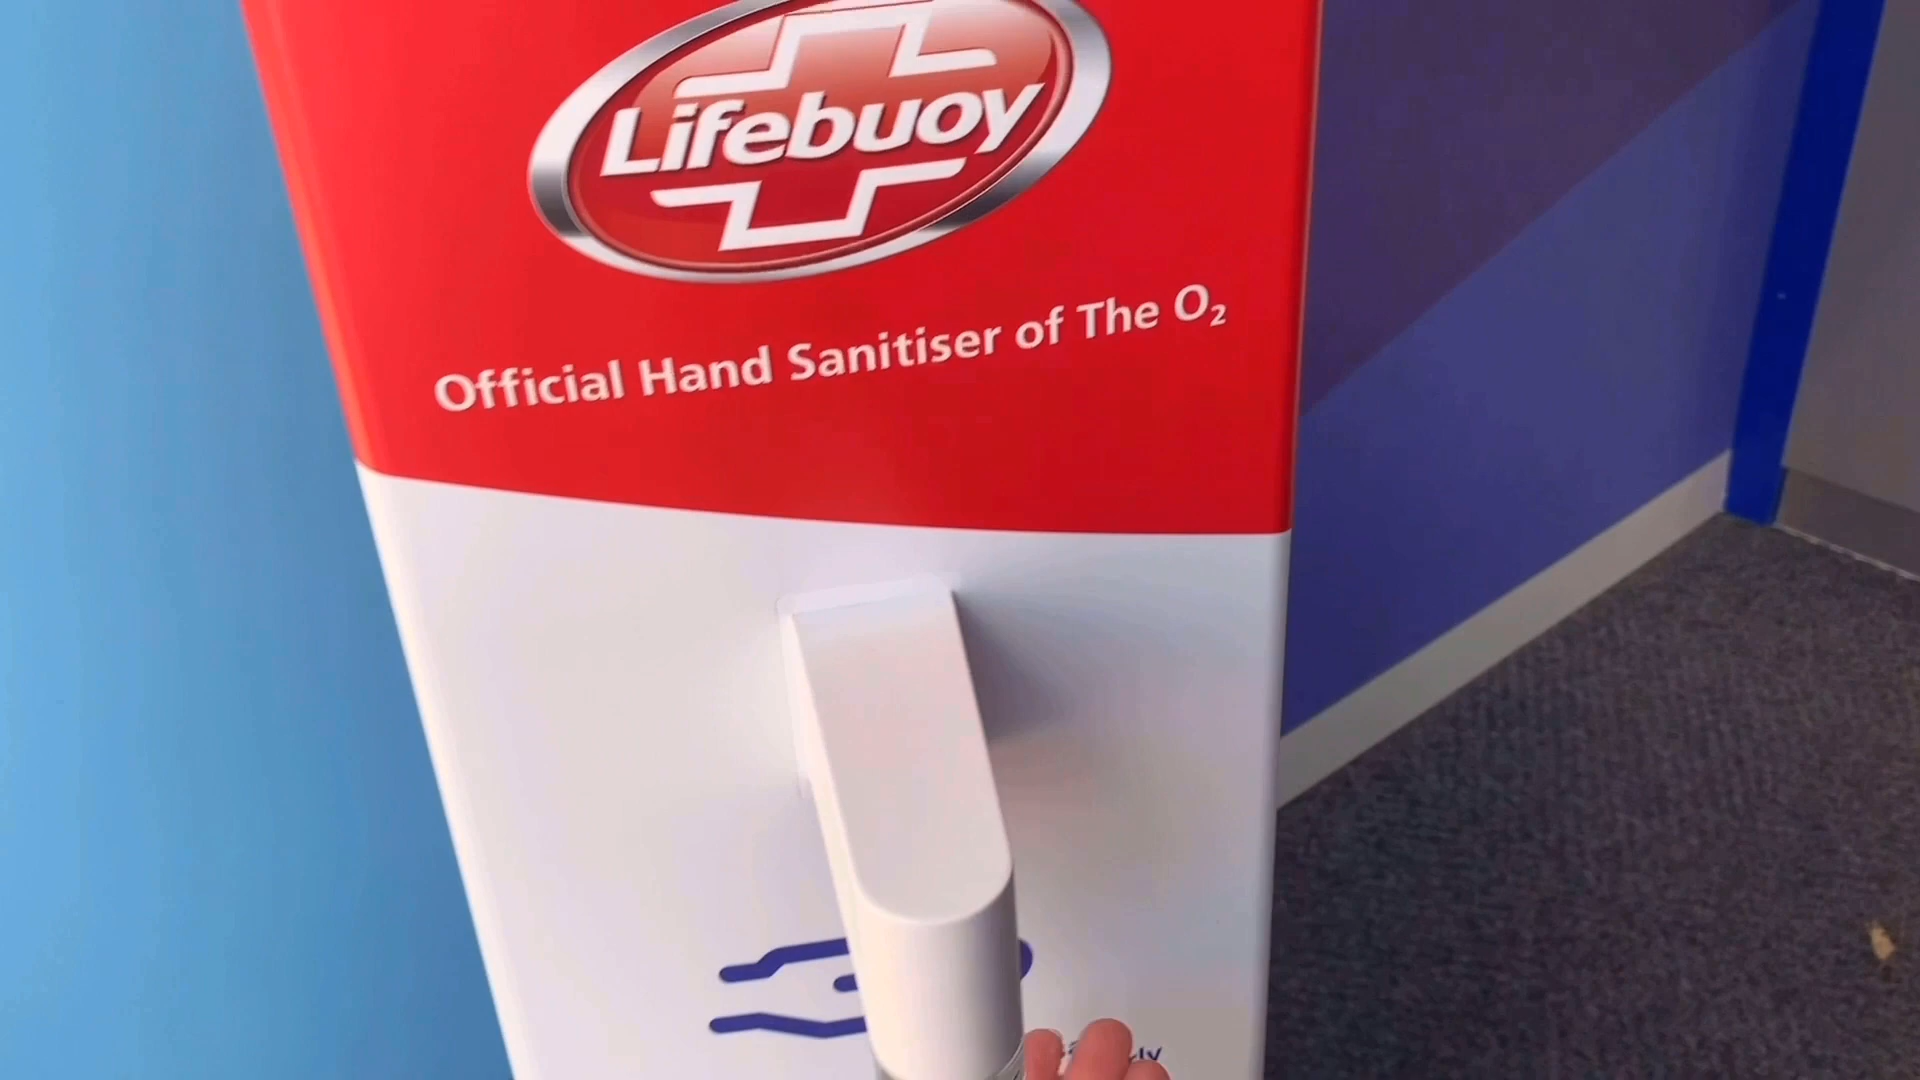 Lifebuoy
Official Hand Sanitiser of The O₂